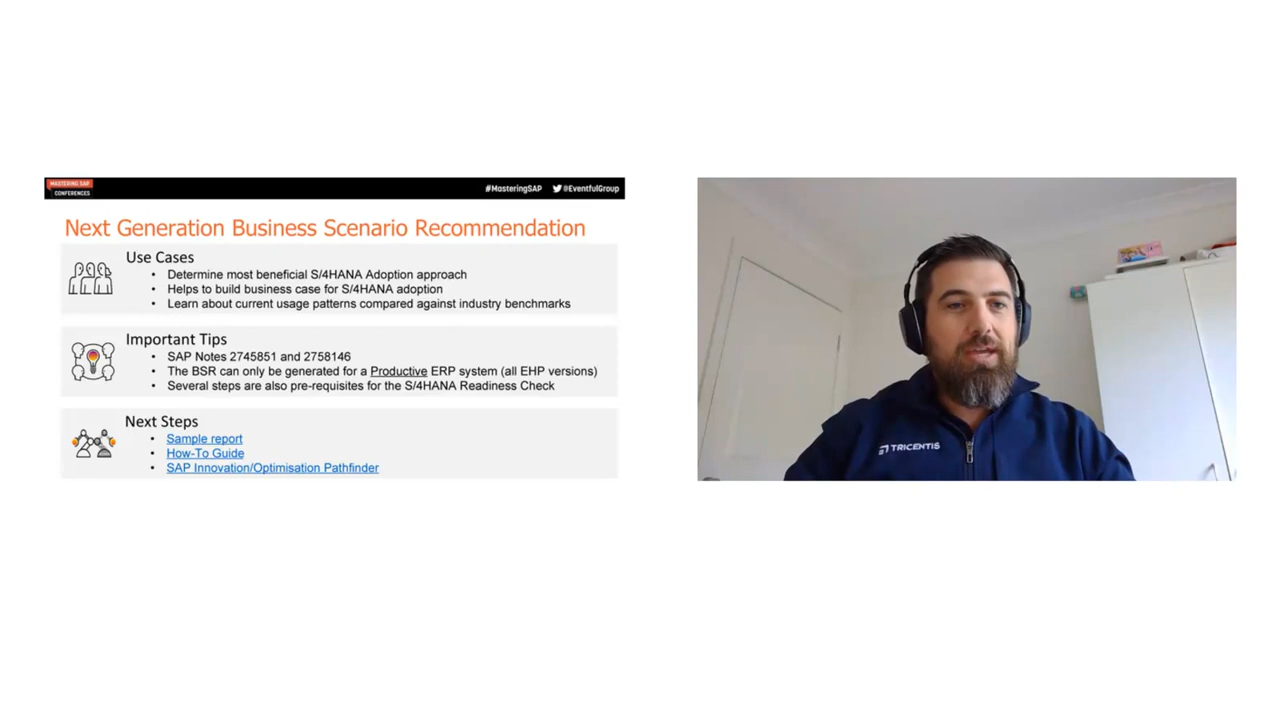 MASTERING SAP
CONFERENCES
#MasteringSAP
@EventfulGroup
Next Generation Business Scenario Recommendation
Use Cases
• Determine most beneficial S/4HANA Adoption approach
• Helps to build business case for S/4HANA adoption
• Learn about current usage patterns compared against industry benchmarks
Important Tips
• SAP Notes 2745851 and 2758146
• The BSR can only be generated for a Productive ERP system (all EHP versions)
• Several steps are also pre-requisites for the S/4HANA Readiness Check
Next Steps
• Sample report
• How-To Guide
• SAP Innovation/Optimisation Pathfinder
TRICENTIS